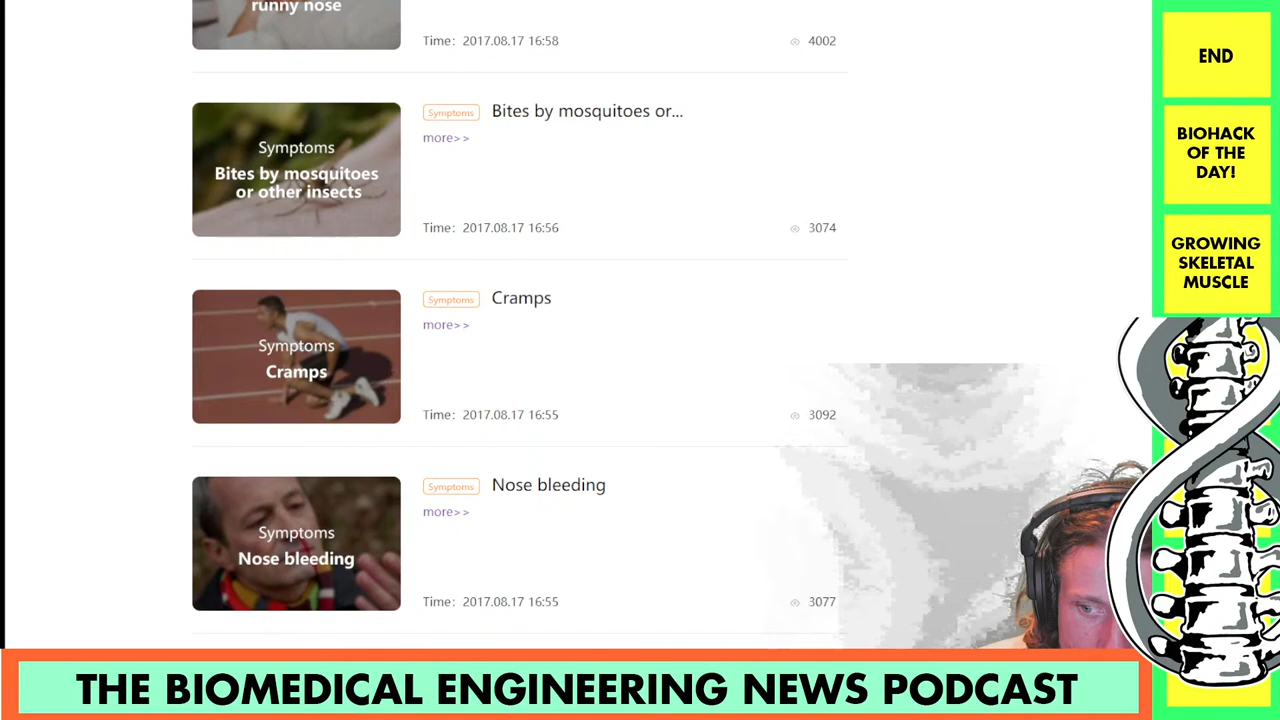 runny nose
Time: 2017.08.17 16:58
4002
Symptoms
Bites by mosquitoes
or other insects
Symptoms Bites by mosquitoes or...
more>>
Time: 2017.08.17 16:56
3074
Symptoms
Cramps
Symptoms Cramps
more>>
Time: 2017.08.17 16:55
3092
Symptoms
Nose bleeding
Symptoms Nose bleeding
more>>
Time: 2017.08.17 16:55
3077
END
BIOHACK
OF THE
DAY!
GROWING
SKELETAL
MUSCLE
THE BIOMEDICAL ENGINEERING NEWS PODCAST